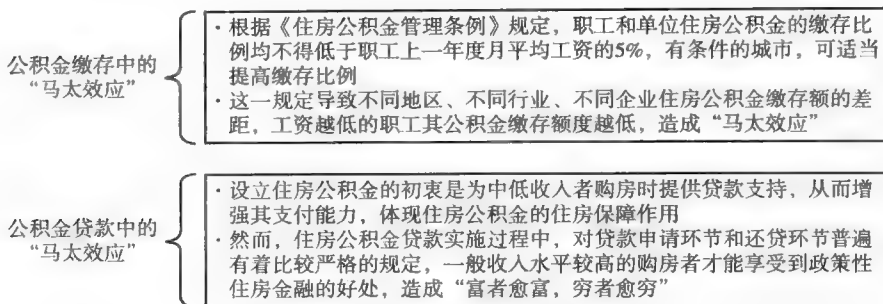 公积金缴存中的
“马太效应”
· 根据《住房公积金管理条例》规定，职工和单位住房公积金的缴存比
例均不得低于职工上一年度月平均工资的5%，有条件的城市，可适当
提高缴存比例
· 这一规定导致不同地区、不同行业、不同企业住房公积金缴存额的差
距，工资越低的职工其公积金缴存额度越低，造成“马太效应”
公积金贷款中的
“马太效应”
· 设立住房公积金的初衷是为中低收入者购房时提供贷款支持，从而增
强其支付能力，体现住房公积金的住房保障作用
· 然而，住房公积金贷款实施过程中，对贷款申请环节和还贷环节普遍
有着比较严格的规定，一般收入水平较高的购房者才能享受到政策性
住房金融的好处，造成“富者愈富，穷者愈穷”